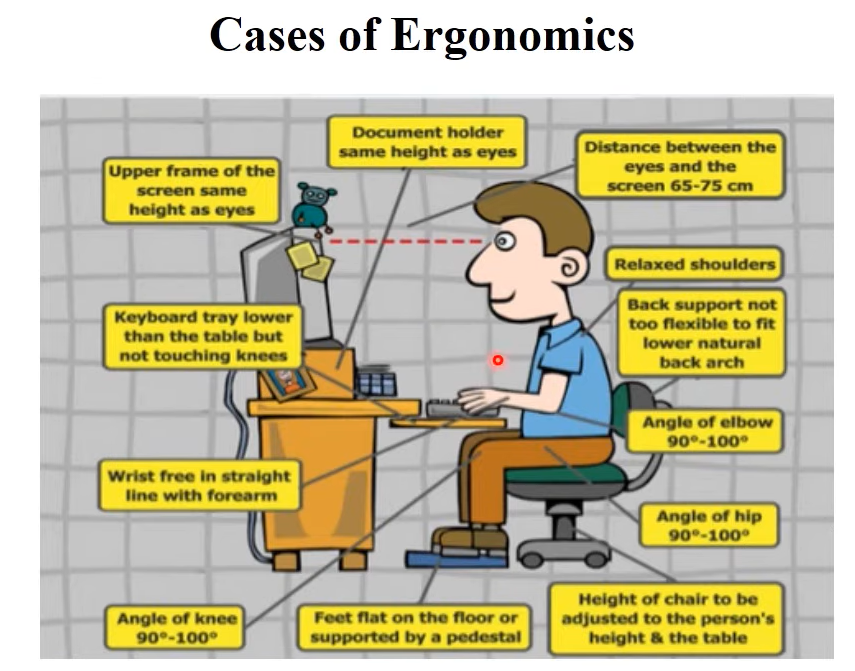 Cases of Ergonomics
Document holder
same height as eyes
Distance between the
eyes and the
screen 65-75 cm
Upper frame of the
screen same
height as eyes
Relaxed shoulders
Back support not
too flexible to fit
lower natural
back arch
Keyboard tray lower
than the table but
not touching knees
Angle of elbow
90°-100°
Wrist free in straight
line with forearm
Angle of hip
90°-100°
Angle of knee
90°-100°
Feet flat on the floor or
supported by a pedestal
Height of chair to be
adjusted to the person's
height & the table